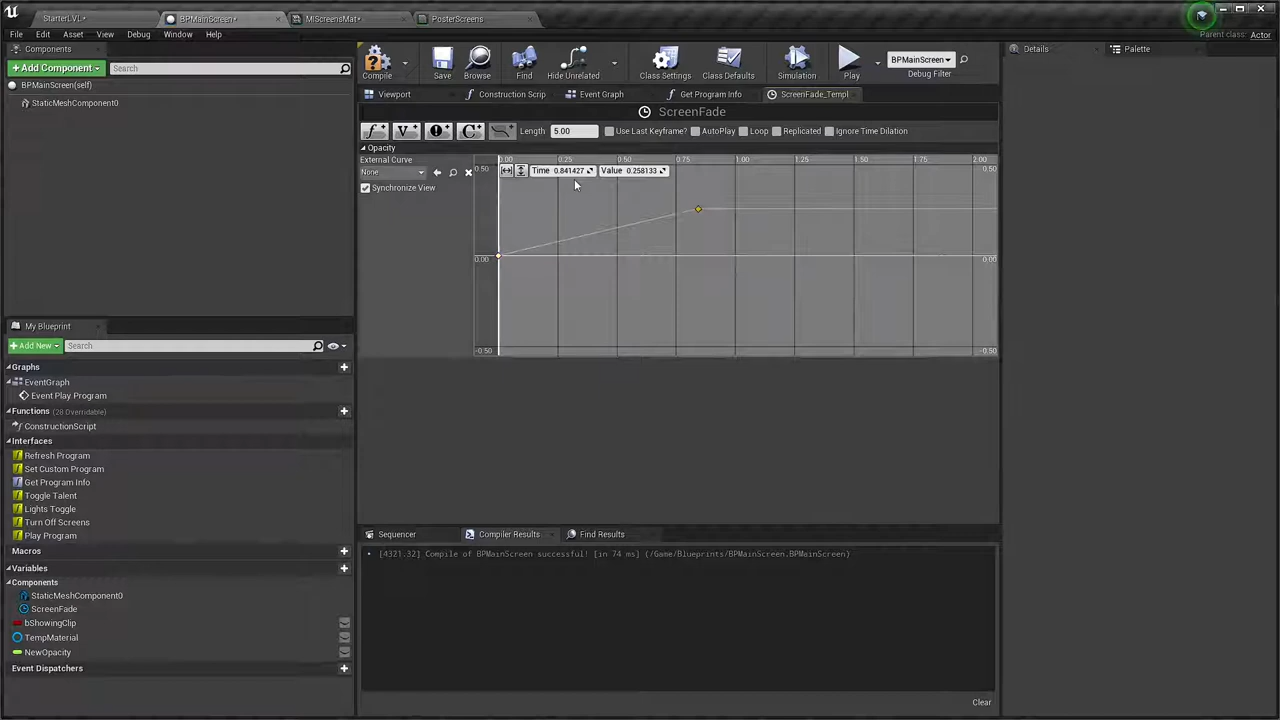 StarterLVL*
BPMainScreen*
MIScreensMat*
PosterScreens
Parent class: Actor
File Edit Asset View Debug Window Help
Components
+ Add Component
Search
BPMainScreen(self)
StaticMeshComponent0
My Blueprint
+ Add New
Search
Graphs
EventGraph
Event Play Program
Functions (28 Overridable)
ConstructionScript
Interfaces
Refresh Program
Set Custom Program
Get Program Info
Toggle Talent
Lights Toggle
Turn Off Screens
Play Program
Macros
Variables
Components
StaticMeshComponent0
ScreenFade
bShowingClip
TempMaterial
NewOpacity
Event Dispatchers
Compile Save Browse Find Hide Unrelated Class Settings Class Defaults Simulation Play
BPMainScreen
Debug Filter
Viewport Construction Scrip Event Graph Get Program Info ScreenFade_Templ
ScreenFade
Length 5.00 Use Last Keyframe? AutoPlay Loop Replicated Ignore Time Dilation
Opacity
External Curve
None
Synchronize View
0.00 0.25 0.50 0.75 1.00 1.25 1.50 1.75 2.00
0.50 Time 0.841427 Value 0.258133 0.50
0.00 0.00
-0.50 -0.50
Sequencer Compiler Results Find Results
[4321.32] Compile of BPMainScreen successful! [in 74 ms] (/Game/Blueprints/BPMainScreen.BPMainScreen)
Clear
Details
Palette